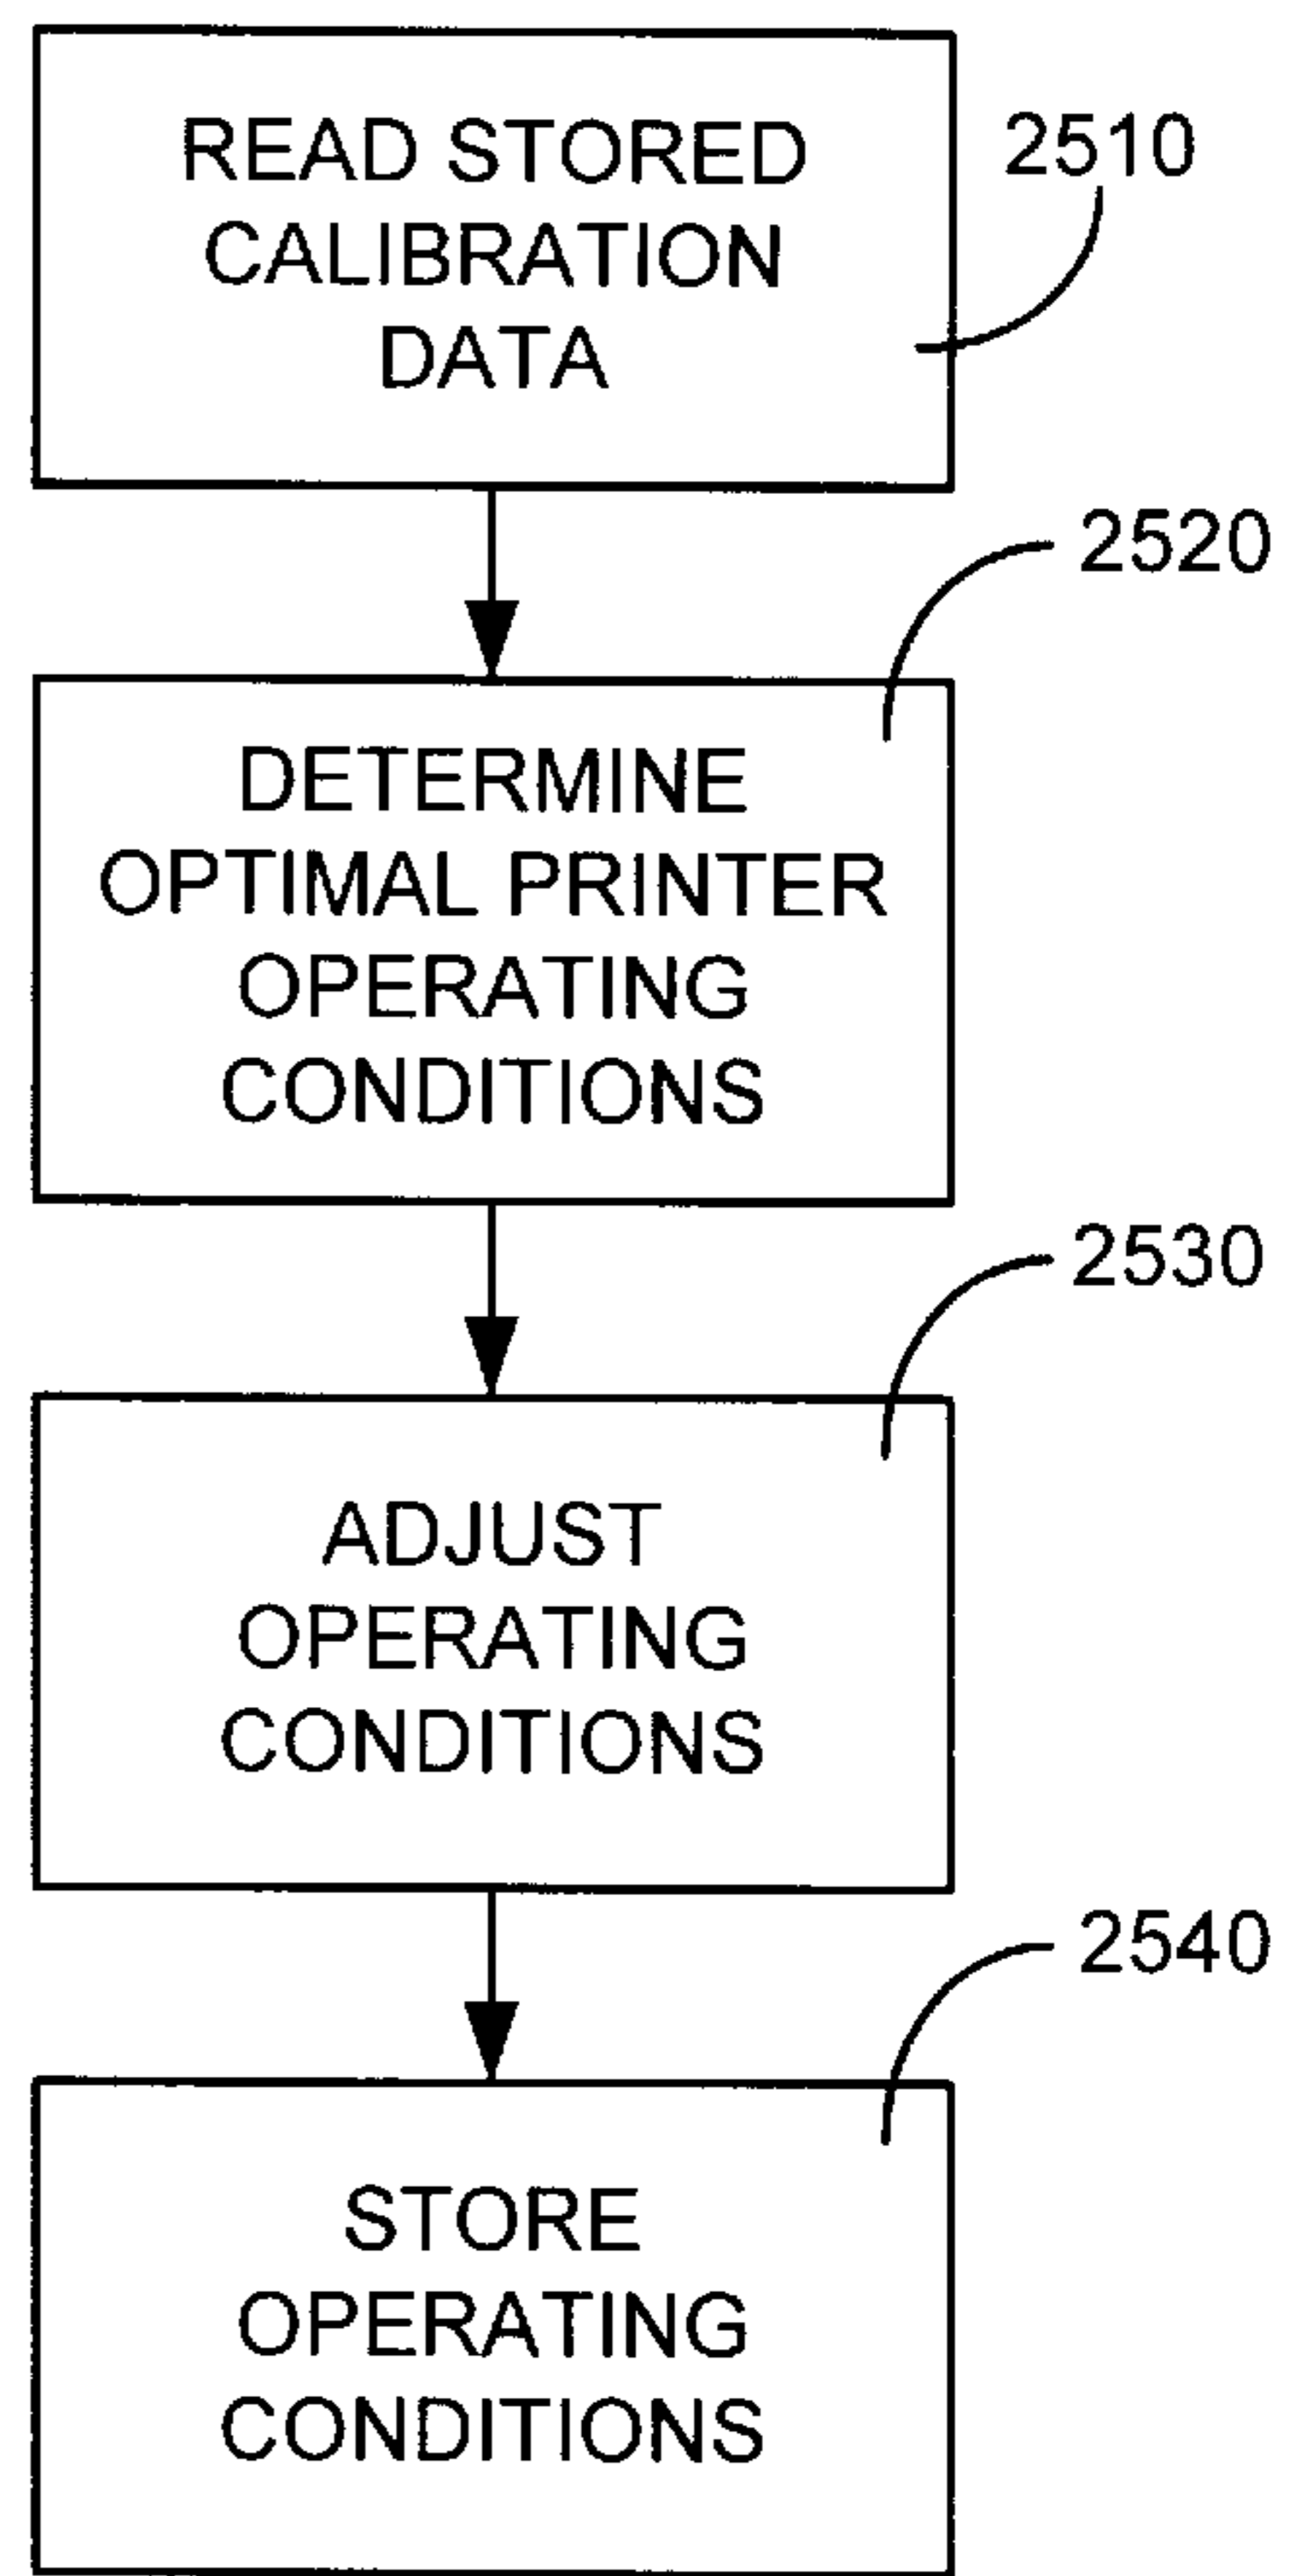 READ STORED
CALIBRATION
DATA
2510
2520
DETERMINE
OPTIMAL PRINTER
OPERATING
CONDITIONS
2530
ADJUST
OPERATING
CONDITIONS
2540
STORE
OPERATING
CONDITIONS